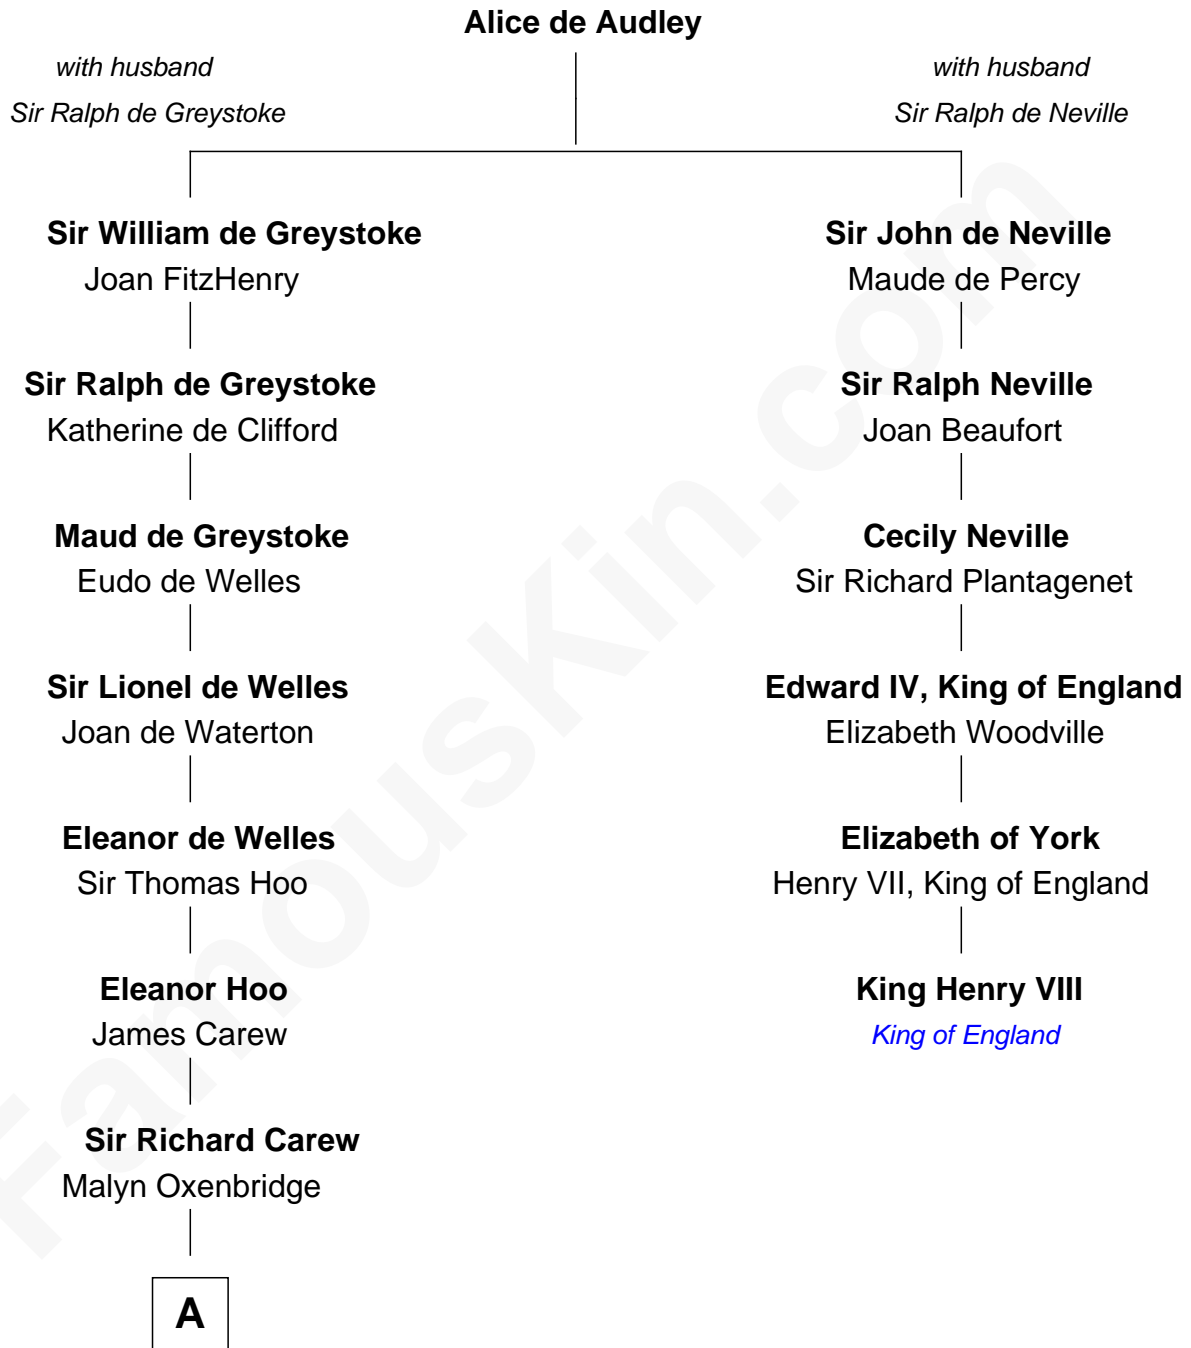 Alice de Audley
with husband
Sir Ralph de Greystoke
with husband
Sir Ralph de Neville
Sir William de Greystoke
Joan FitzHenry
Sir Ralph de Greystoke
Katherine de Clifford
Maud de Greystoke
Eudo de Welles
Sir Lionel de Welles
Joan de Waterton
Eleanor de Welles
Sir Thomas Hoo
Eleanor Hoo
James Carew
Sir Richard Carew
Malyn Oxenbridge
A
Sir John de Neville
Maude de Percy
Sir Ralph Neville
Joan Beaufort
Cecily Neville
Sir Richard Plantagenet
Edward IV, King of England
Elizabeth Woodville
Elizabeth of York
Henry VII, King of England
King Henry VIII
King of England
FamousKin.com